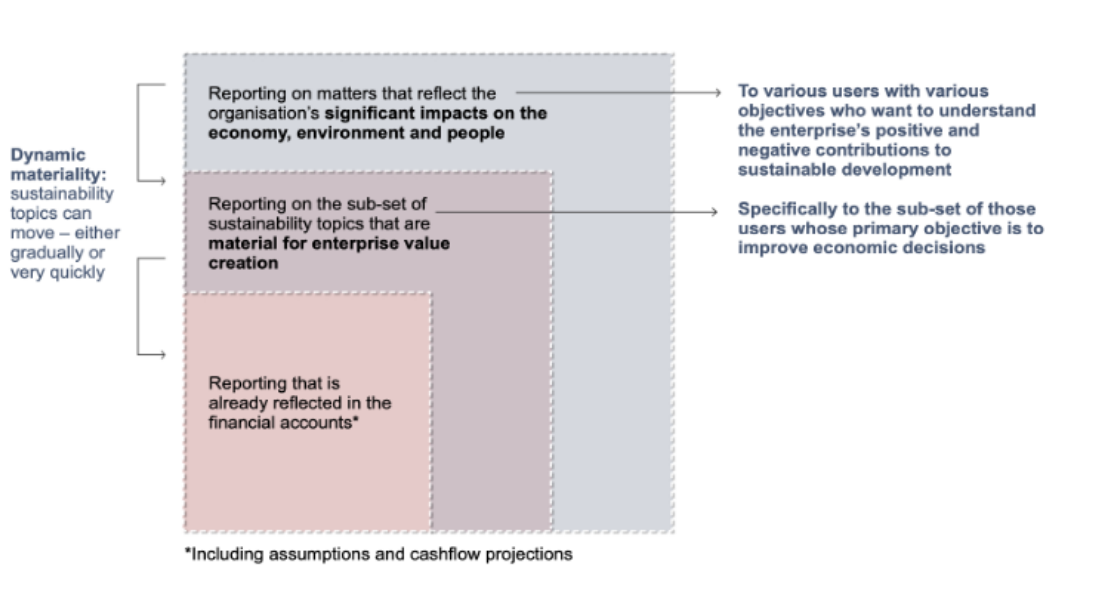 Reporting on matters that reflect the
organisation's significant impacts on the
economy, environment and people
To various users with various
objectives who want to understand
the enterprise's positive and
negative contributions to
sustainable development
Dynamic
materiality:
sustainability
topics can
move – either
gradually or
very quickly
Reporting on the sub-set of
sustainability topics that are
material for enterprise value
creation
Specifically to the sub-set of those
users whose primary objective is to
improve economic decisions
Reporting that is
already reflected in the
financial accounts*
*Including assumptions and cashflow projections